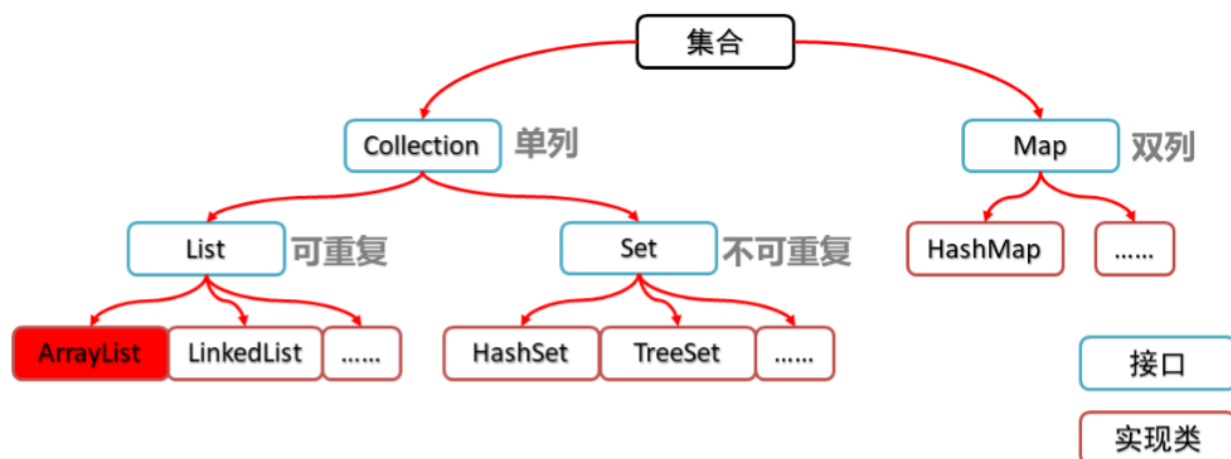 集合
Collection
单列
Map
双列
List
可重复
Set
不可重复
HashMap
……
ArrayList
LinkedList
……
HashSet
TreeSet
……
接口
实现类